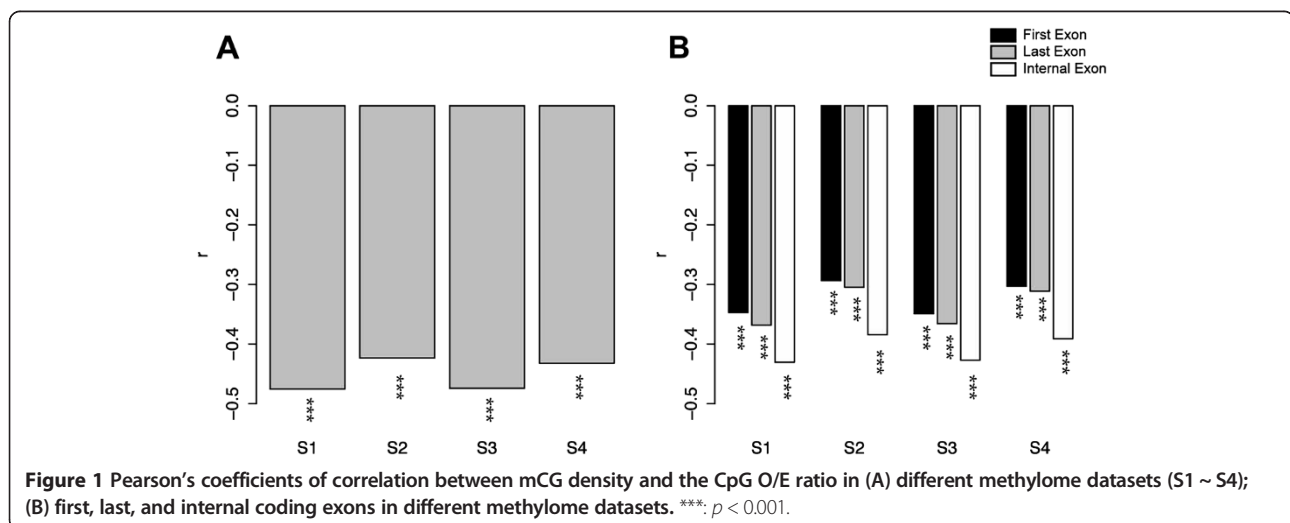 A
B
First Exon
Last Exon
Internal Exon
0.0
−0.1
−0.2
−0.3
−0.4
−0.5
r
***
***
***
***
S1 S2 S3 S4
0.0
−0.1
−0.2
−0.3
−0.4
−0.5
r
***
***
***
***
***
***
***
***
***
***
***
***
S1 S2 S3 S4
Figure 1 Pearson's coefficients of correlation between mCG density and the CpG O/E ratio in (A) different methylome datasets (S1 ~ S4);
(B) first, last, and internal coding exons in different methylome datasets. ***: p < 0.001.